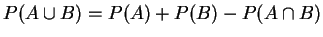 P(A ∪ B) = P(A) + P(B) − P(A ∩ B)